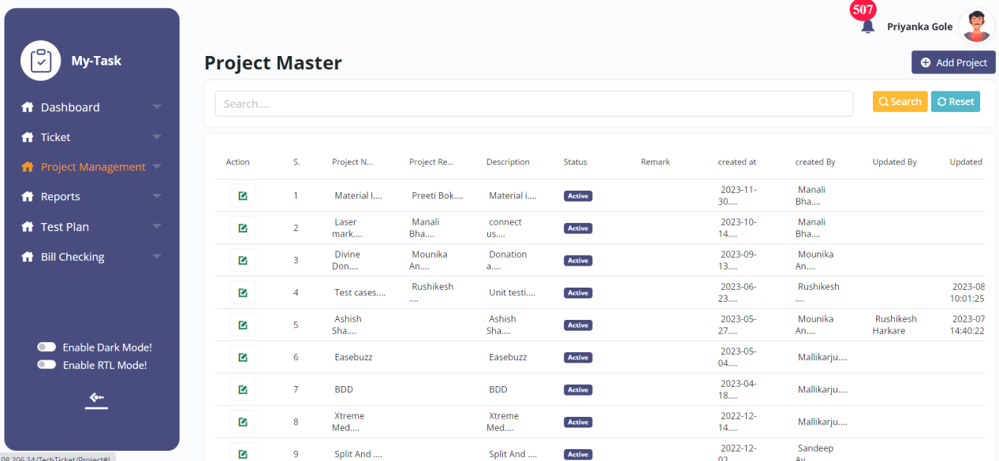 507
Priyanka Gole
My-Task
Project Master
Add Project
Dashboard
Ticket
Project Management
Reports
Test Plan
Bill Checking
Enable Dark Mode!
Enable RTL Mode!
Search....
Search
Reset
Action S. Project N... Project Re... Description Status Remark created at created By Updated By Updated
1 Material I.... Preeti Bok.... Material i.... Active 2023-11- Manali
30.... Bha....
Laser Manali connect 2023-10- Manali
2 Active
mark.... Bha.... us.... 14.... Bha....
Divine Mounika Donation 2023-09- Mounika
3 Active
Don.... An.... a.... 13.... An....
Rushikesh 2023-06- Rushikesh 2023-08
4 Test cases.... Unit testi.... Active
.... 23.... .... 10:01:25
Ashish Ashish 2023-05- Mounika Rushikesh 2023-07
5 Active
Sha.... Sha.... 27.... An.... Harkare 14:40:22
2023-05-
6 Easebuzz Easebuzz Active Mallikarju....
04....
2023-04-
7 BDD BDD Active Mallikarju....
18....
Xtreme Xtreme 2022-12-
8 Active Mallikarju....
Med.... Med.... 14....
2022-12- Sandeep
9 Split And .... Split And .... Active
02 Av
08.206.34/TechTicket/Project#!